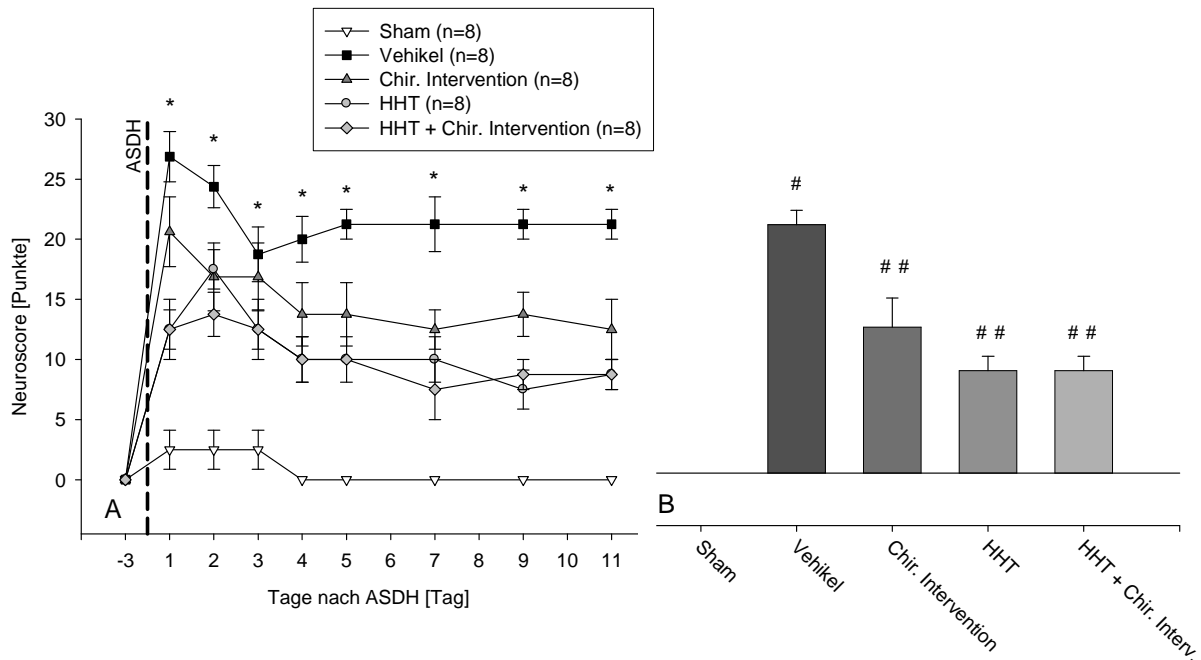 Sham (n=8)
Vehikel (n=8)
Chir. Intervention (n=8)
HHT (n=8)
HHT + Chir. Intervention (n=8)
Neuroscore [Punkte]
30
25
20
15
10
5
0
ASDH
* * * * * * * *
A
-3 1 2 3 4 5 6 7 8 9 10 11
Tage nach ASDH [Tag]
#
# #
# #
# #
B
Sham
Vehikel
Chir. Intervention
HHT
HHT + Chir. Interv